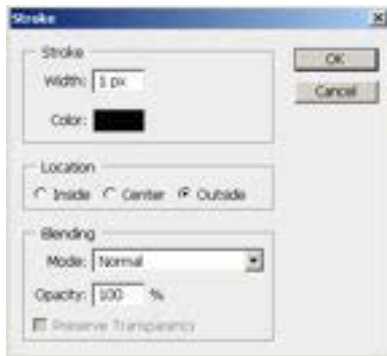 Stroke
Stroke
Width: 1 px
Color:
OK
Cancel
Location
Inside Center Outside
Blending
Mode: Normal
Opacity: 100 %
Preserve Transparency